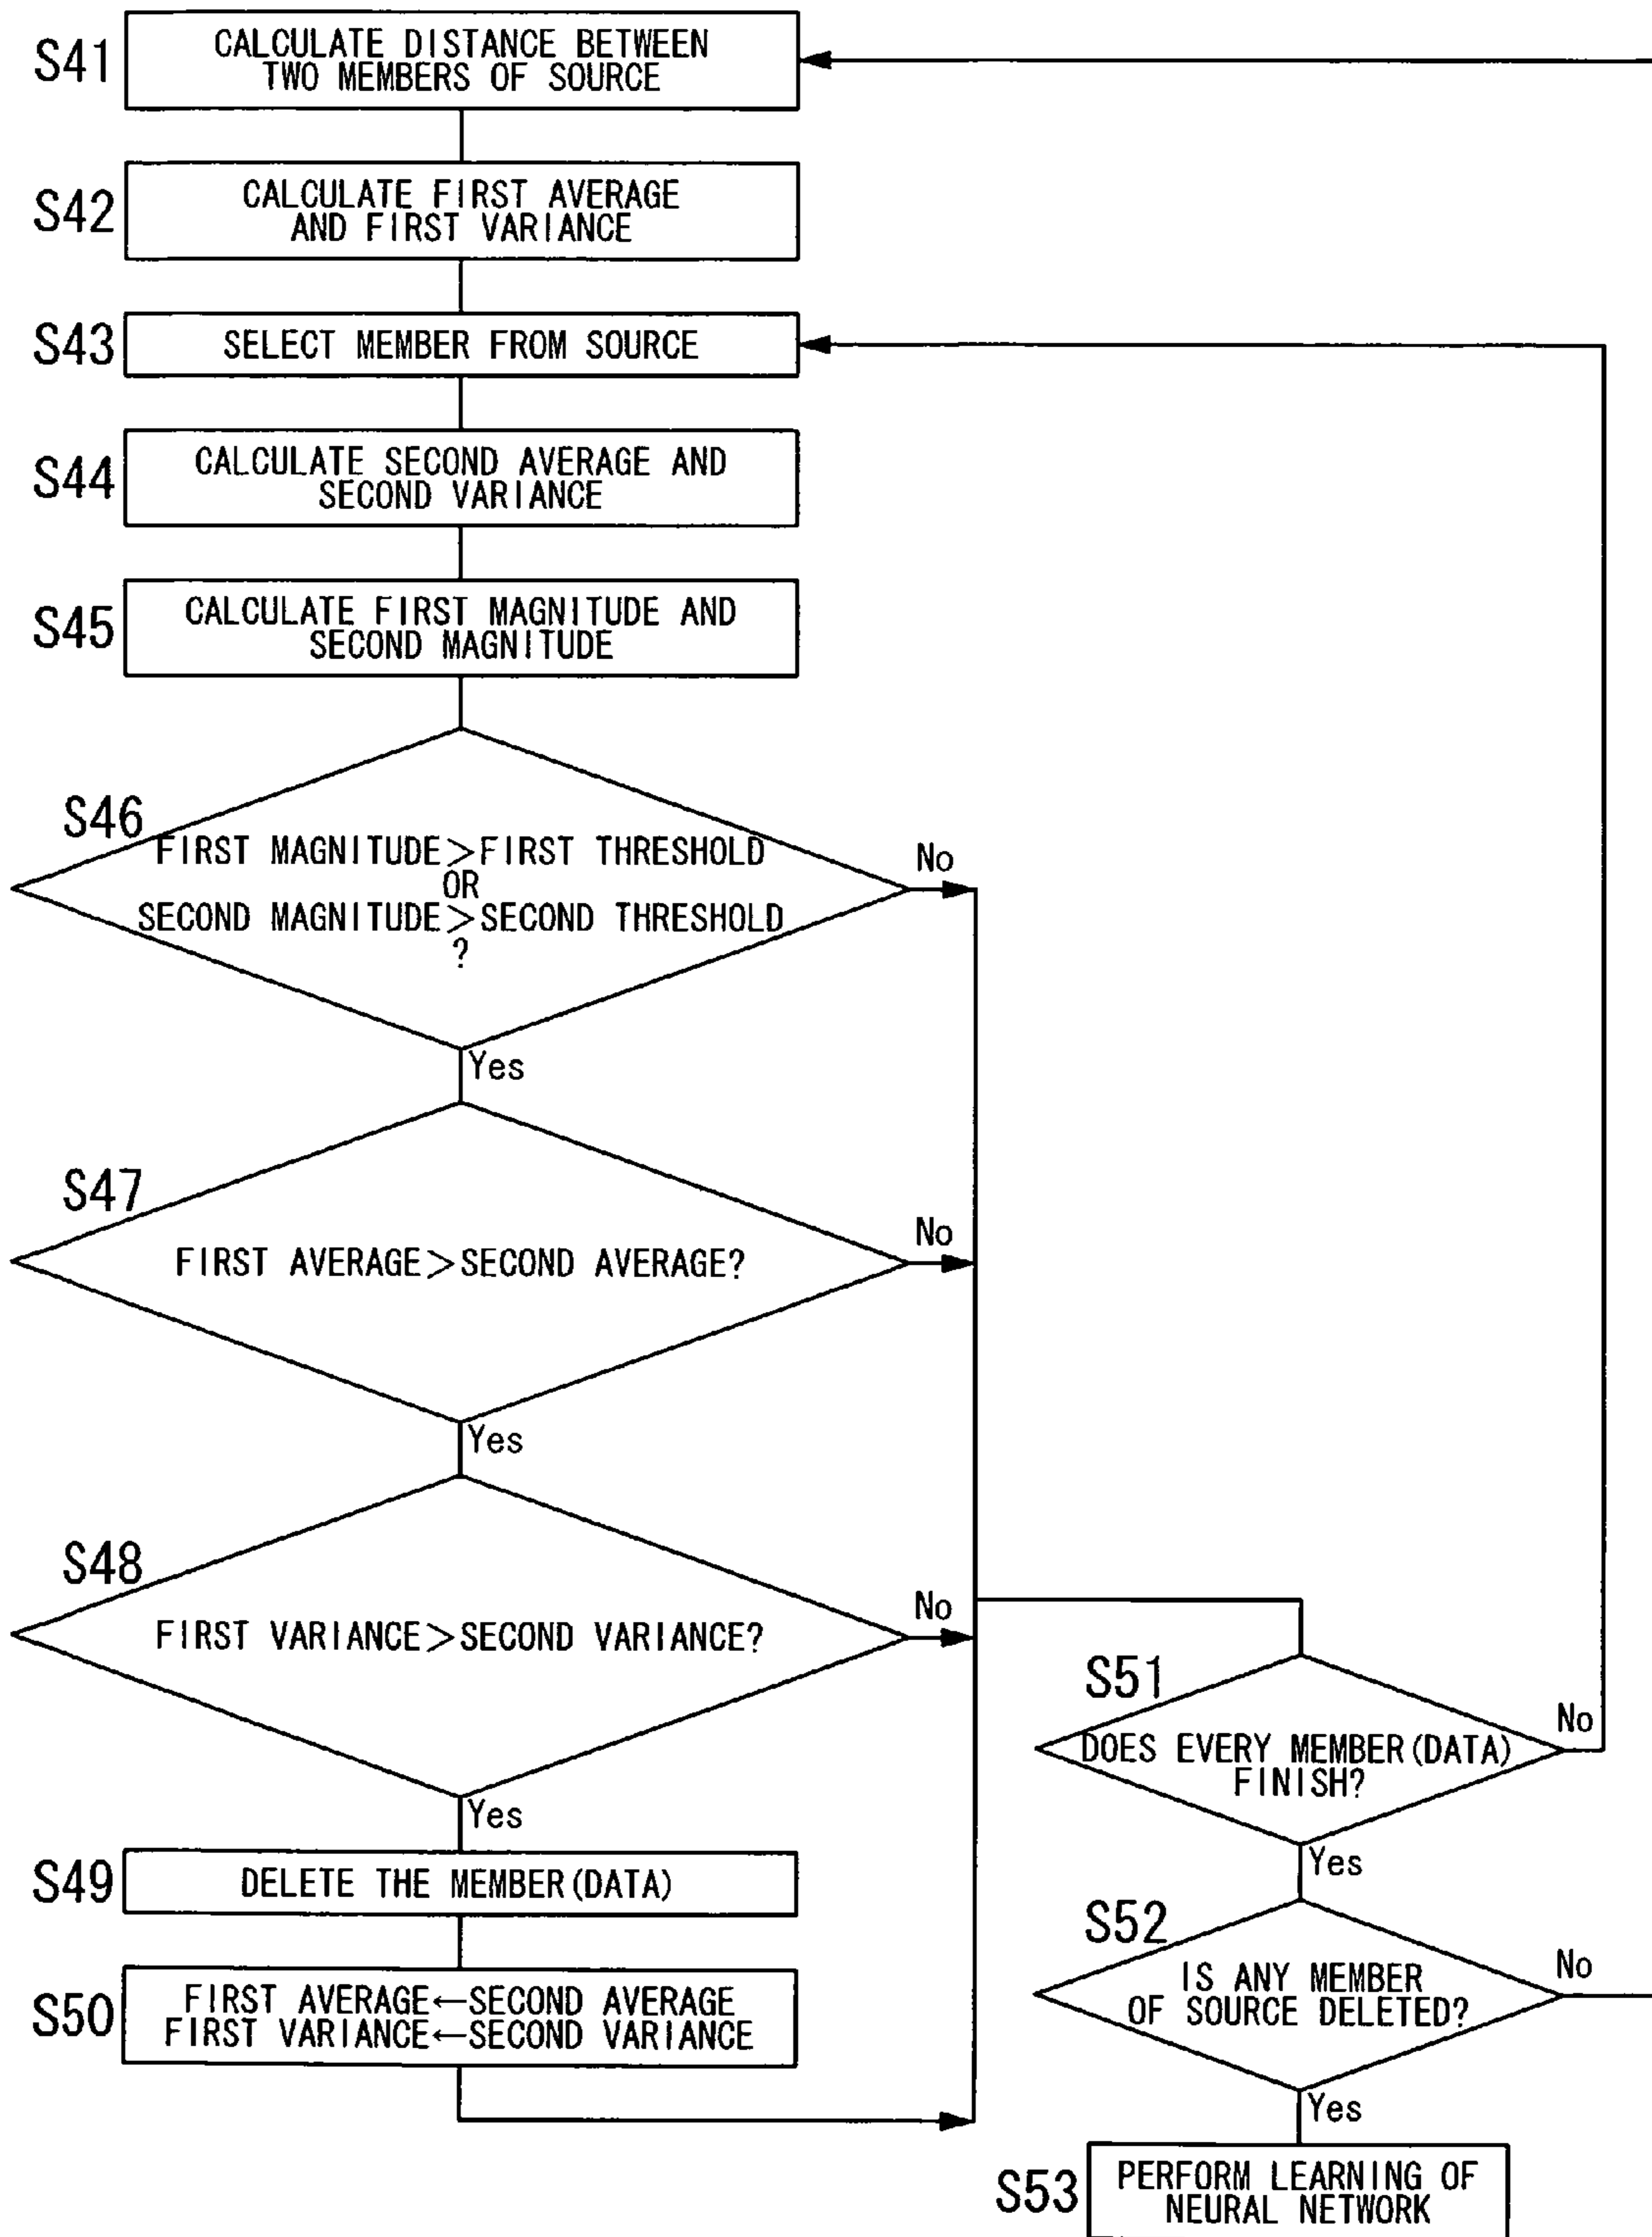 S41
CALCULATE DISTANCE BETWEEN
TWO MEMBERS OF SOURCE
S42
CALCULATE FIRST AVERAGE
AND FIRST VARIANCE
S43
SELECT MEMBER FROM SOURCE
S44
CALCULATE SECOND AVERAGE AND
SECOND VARIANCE
S45
CALCULATE FIRST MAGNITUDE AND
SECOND MAGNITUDE
S46
FIRST MAGNITUDE>FIRST THRESHOLD
OR
SECOND MAGNITUDE>SECOND THRESHOLD
?
No
Yes
S47
FIRST AVERAGE>SECOND AVERAGE?
No
Yes
S48
FIRST VARIANCE>SECOND VARIANCE?
No
Yes
S49
DELETE THE MEMBER(DATA)
S50
FIRST AVERAGE←SECOND AVERAGE
FIRST VARIANCE←SECOND VARIANCE
S51
DOES EVERY MEMBER(DATA)
FINISH?
No
Yes
S52
IS ANY MEMBER
OF SOURCE DELETED?
No
Yes
S53
PERFORM LEARNING OF
NEURAL NETWORK